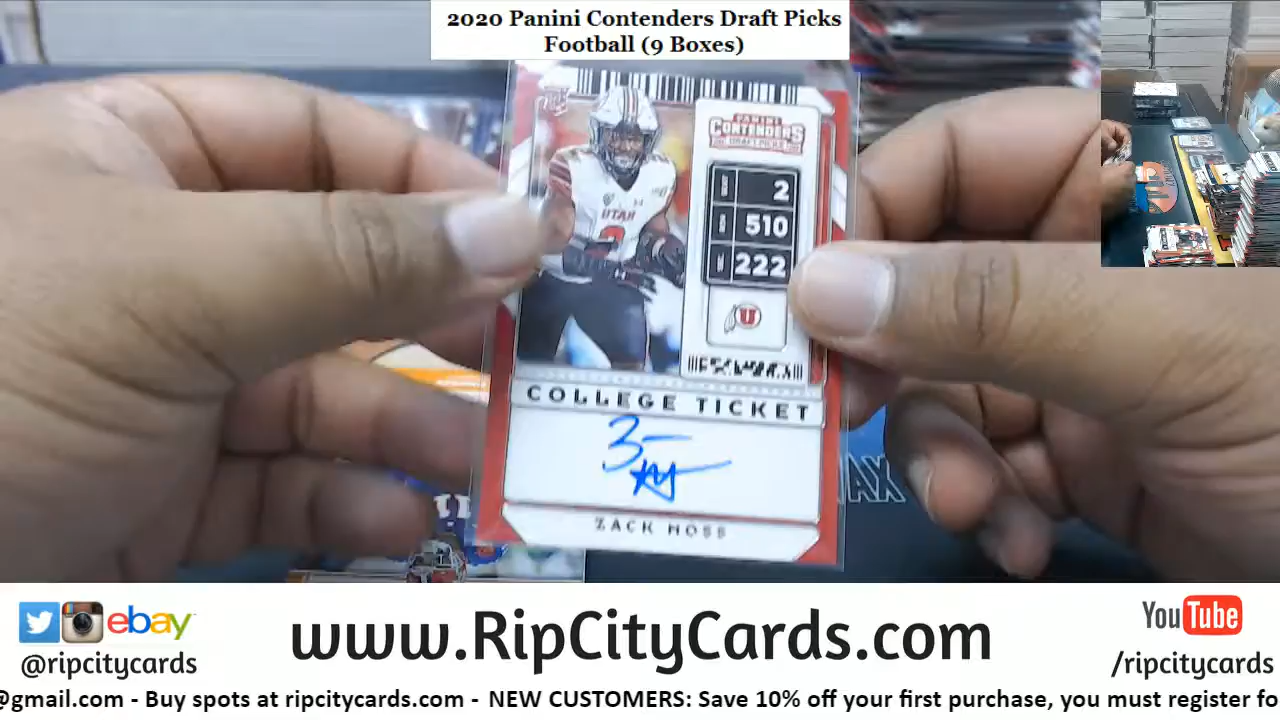 2020 Panini Contenders Draft Picks
Football (9 Boxes)
PANINI
CONTENDERS
DRAFT PICKS
2
510
222
UTAH
2
U
COLLEGE TICKET
ZACK MOSS
AX
ebay
@ripcitycards
www.RipCityCards.com
YouTube
/ripcitycards
@gmail.com - Buy spots at ripcitycards.com - NEW CUSTOMERS: Save 10% off your first purchase, you must register fo